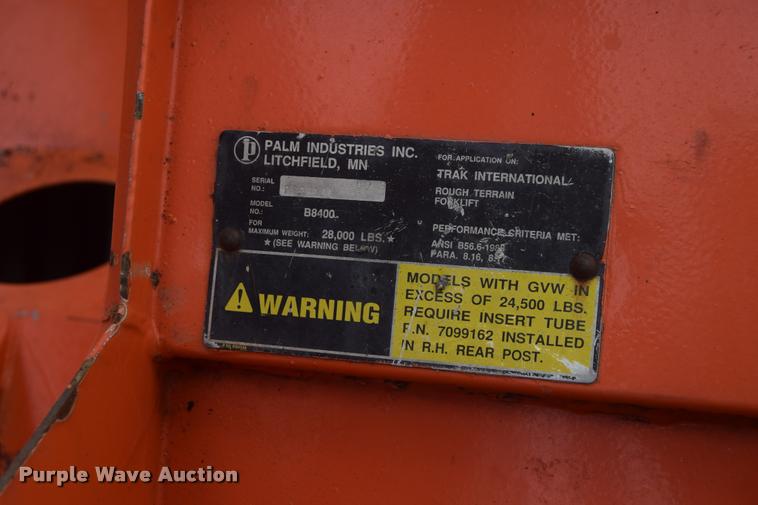 PALM INDUSTRIES INC.
LITCHFIELD, MN
SERIAL
NO.:
MODEL
NO.: B8400
FOR
MAXIMUM WEIGHT: 28,000 LBS.★
★(SEE WARNING BELOW)
FOR APPLICATION ON:
TRAK INTERNATIONAL
ROUGH TERRAIN
FORKLIFT
PERFORMANCE CRITERIA MET:
ANSI B56.6-
PARA. 8.16,
WARNING
MODELS WITH GVW IN
EXCESS OF 24,500 LBS.
REQUIRE INSERT TUBE
P.N. 7099162 INSTALLED
IN R.H. REAR POST.
Purple Wave Auction